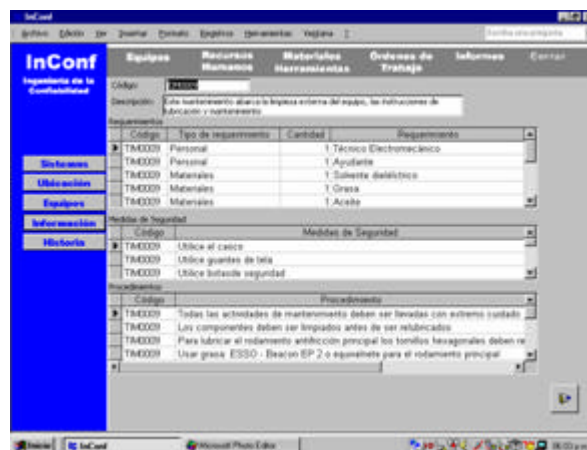 InConf
Archivo Edición Ver Insertar Formato Registros Herramientas Ventana ?
InConf
Ingeniería de la
Confiabilidad
Equipos Recursos Humanos Materiales Herramientas Ordenes de Trabajo Informes Cerrar
Código:
Descripción: Este mantenimiento abarca la limpieza externa del equipo, las instrucciones de
lubricación y mantenimiento
Requerimientos
Código Tipo de requerimiento Cantidad Requerimiento
TIM0009 Personal 1 Técnico Electromecánico
TIM0009 Personal 1 Ayudante
TIM0009 Materiales 1 Solvente dieléctrico
TIM0009 Materiales 1 Grasa
TIM0009 Materiales 1 Aceite
Sistemas
Ubicación
Equipos
Información
Historia
Medidas de Seguridad
Código Medidas de Seguridad
TIM0009 Utilice el casco
TIM0009 Utilice guantes de tela
TIM0009 Utilice botas de seguridad
Procedimientos
Código Procedimiento
TIM0009 Todas las actividades de mantenimiento deben ser llevadas con extremo cuidado
TIM0009 Los componentes deben ser limpiados antes de ser relubricados
TIM0009 Para lubricar el rodamiento antifricción principal los tornillos hexagonales deben re
TIM0009 Usar grasa ESSO - Beacon EP 2 o equivalente para el rodamiento principal
Inicio InConf Microsoft Photo Editor